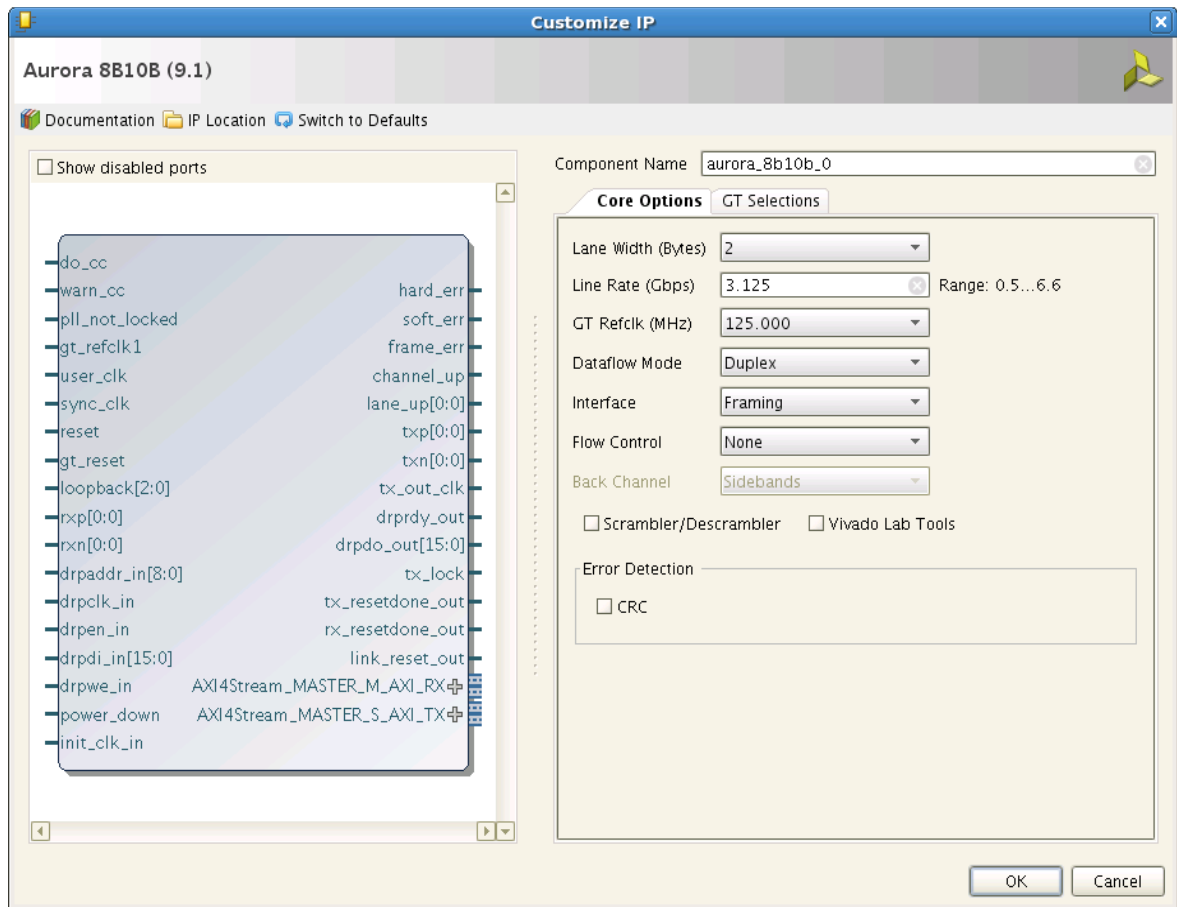 Customize IP
Aurora 8B10B (9.1)
Documentation IP Location Switch to Defaults
Show disabled ports
do_cc
warn_cc
pll_not_locked
gt_refclk1
user_clk
sync_clk
reset
gt_reset
loopback[2:0]
rxp[0:0]
rxn[0:0]
drpaddr_in[8:0]
drpclk_in
drpen_in
drpdi_in[15:0]
drpwe_in
power_down
init_clk_in
hard_err
soft_err
frame_err
channel_up
lane_up[0:0]
txp[0:0]
txn[0:0]
tx_out_clk
drprdy_out
drpdo_out[15:0]
tx_lock
tx_resetdone_out
rx_resetdone_out
link_reset_out
AXI4Stream_MASTER_M_AXI_RX
AXI4Stream_MASTER_S_AXI_TX
Component Name aurora_8b10b_0
Core Options GT Selections
Lane Width (Bytes) 2
Line Rate (Gbps) 3.125 Range: 0.5...6.6
GT Refclk (MHz) 125.000
Dataflow Mode Duplex
Interface Framing
Flow Control None
Back Channel Sidebands
Scrambler/Descrambler Vivado Lab Tools
Error Detection
CRC
OK Cancel